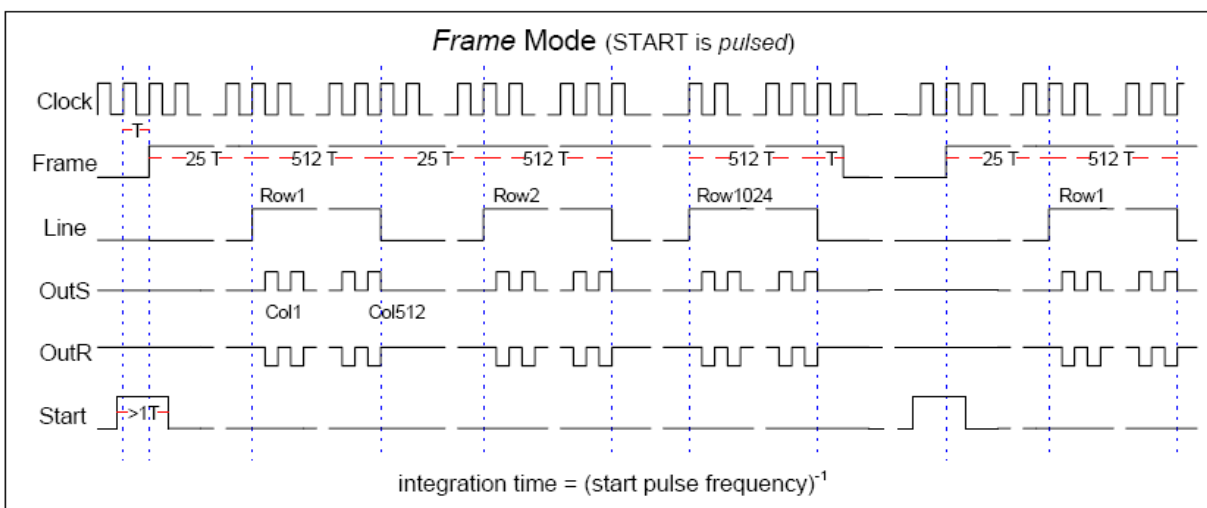 Frame Mode (START is pulsed)
Clock
T
Frame
25 T 512 T 25 T 512 T 512 T T 25 T 512 T
Row1 Row2 Row1024 Row1
Line
OutS
Col1 Col512
OutR
Start
>1T
integration time = (start pulse frequency)-1